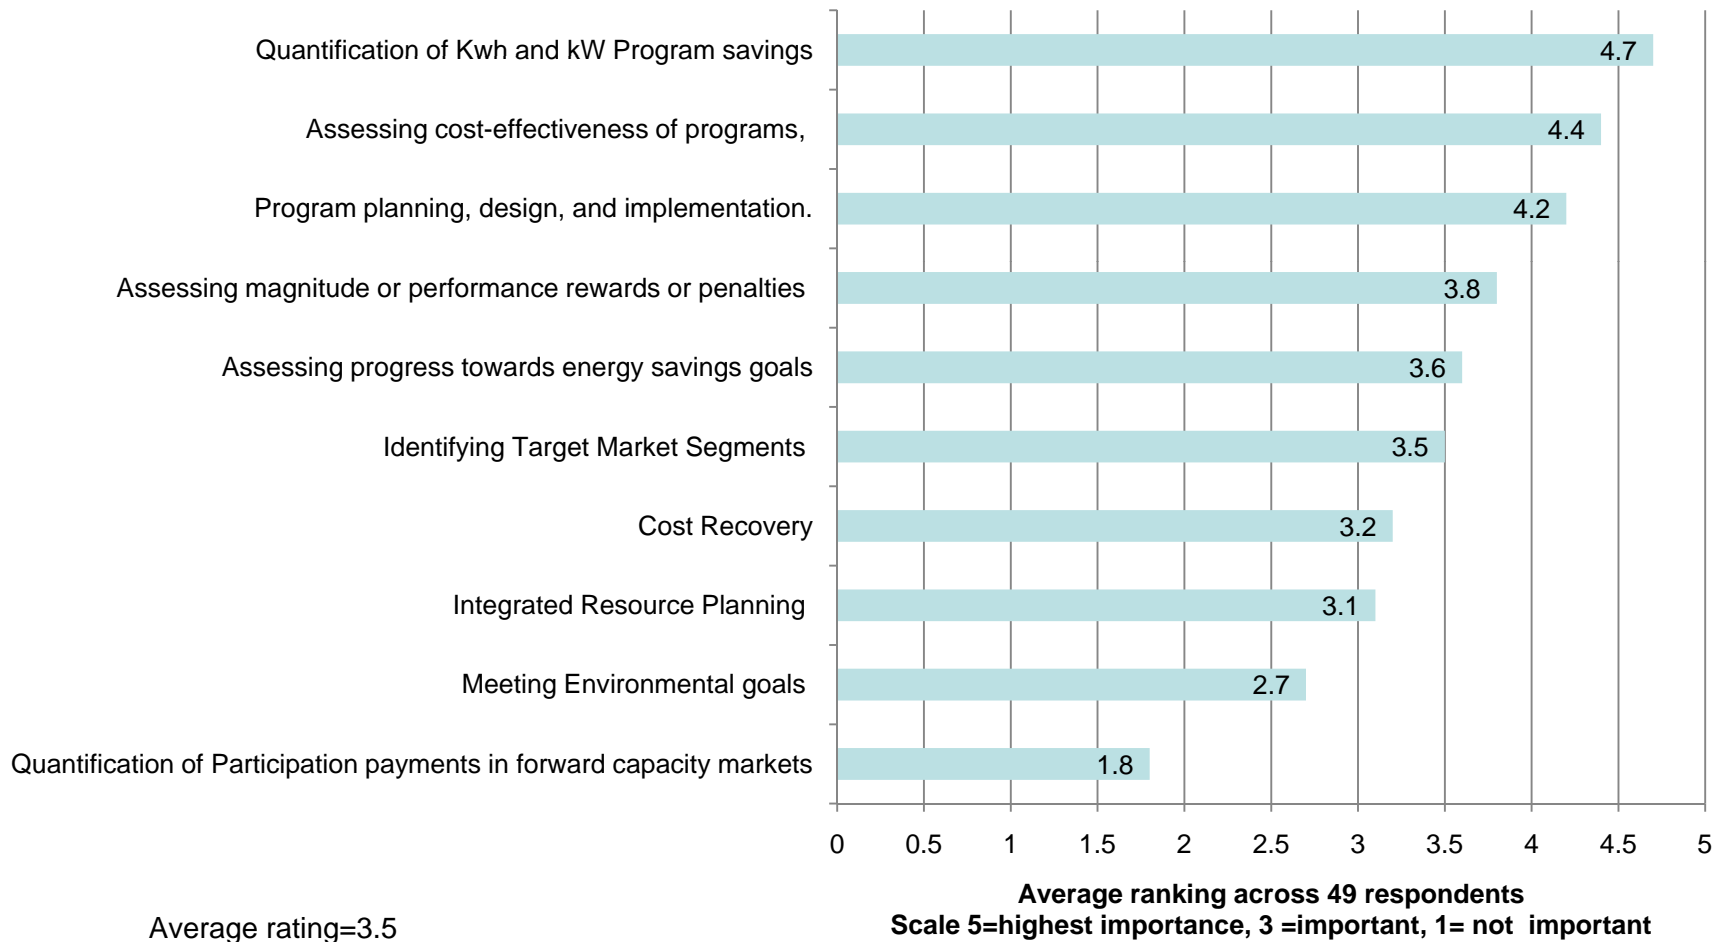 Quantification of Kwh and kW Program savings 4.7
Assessing cost-effectiveness of programs, 4.4
Program planning, design, and implementation. 4.2
Assessing magnitude or performance rewards or penalties 3.8
Assessing progress towards energy savings goals 3.6
Identifying Target Market Segments 3.5
Cost Recovery 3.2
Integrated Resource Planning 3.1
Meeting Environmental goals 2.7
Quantification of Participation payments in forward capacity markets 1.8
0 0.5 1 1.5 2 2.5 3 3.5 4 4.5 5
Average ranking across 49 respondents
Scale 5=highest importance, 3 =important, 1= not important
Average rating=3.5